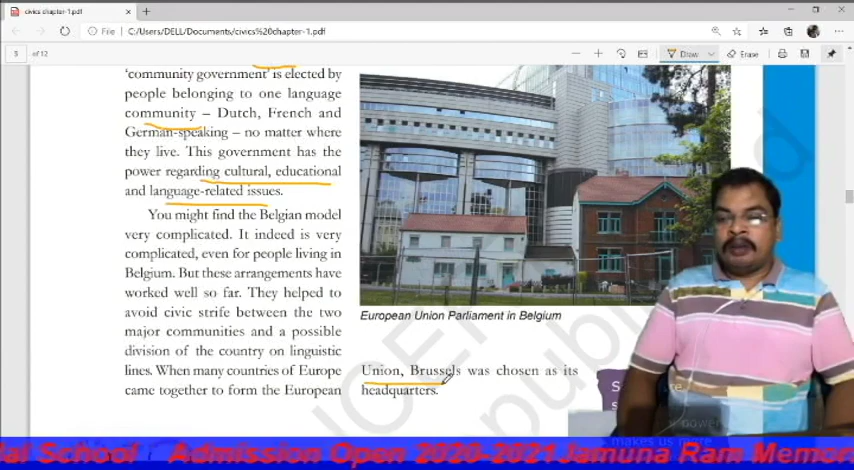 civics chapter-1.pdf
File
C:/Users/DELL/Documents/civics%20chapter-1.pdf
5 of 12
Draw
Erase
'community government' is elected by
people belonging to one language
community – Dutch, French and
German-speaking – no matter where
they live. This government has the
power regarding cultural, educational
and language-related issues.
You might find the Belgian model
very complicated. It indeed is very
complicated, even for people living in
Belgium. But these arrangements have
worked well so far. They helped to
avoid civic strife between the two
major communities and a possible
division of the country on linguistic
lines. When many countries of Europe
came together to form the European
European Union Parliament in Belgium
Union, Brussels was chosen as its
headquarters.
makes us more
School Admission Open 2020-2021 Jamuna Ram Memor